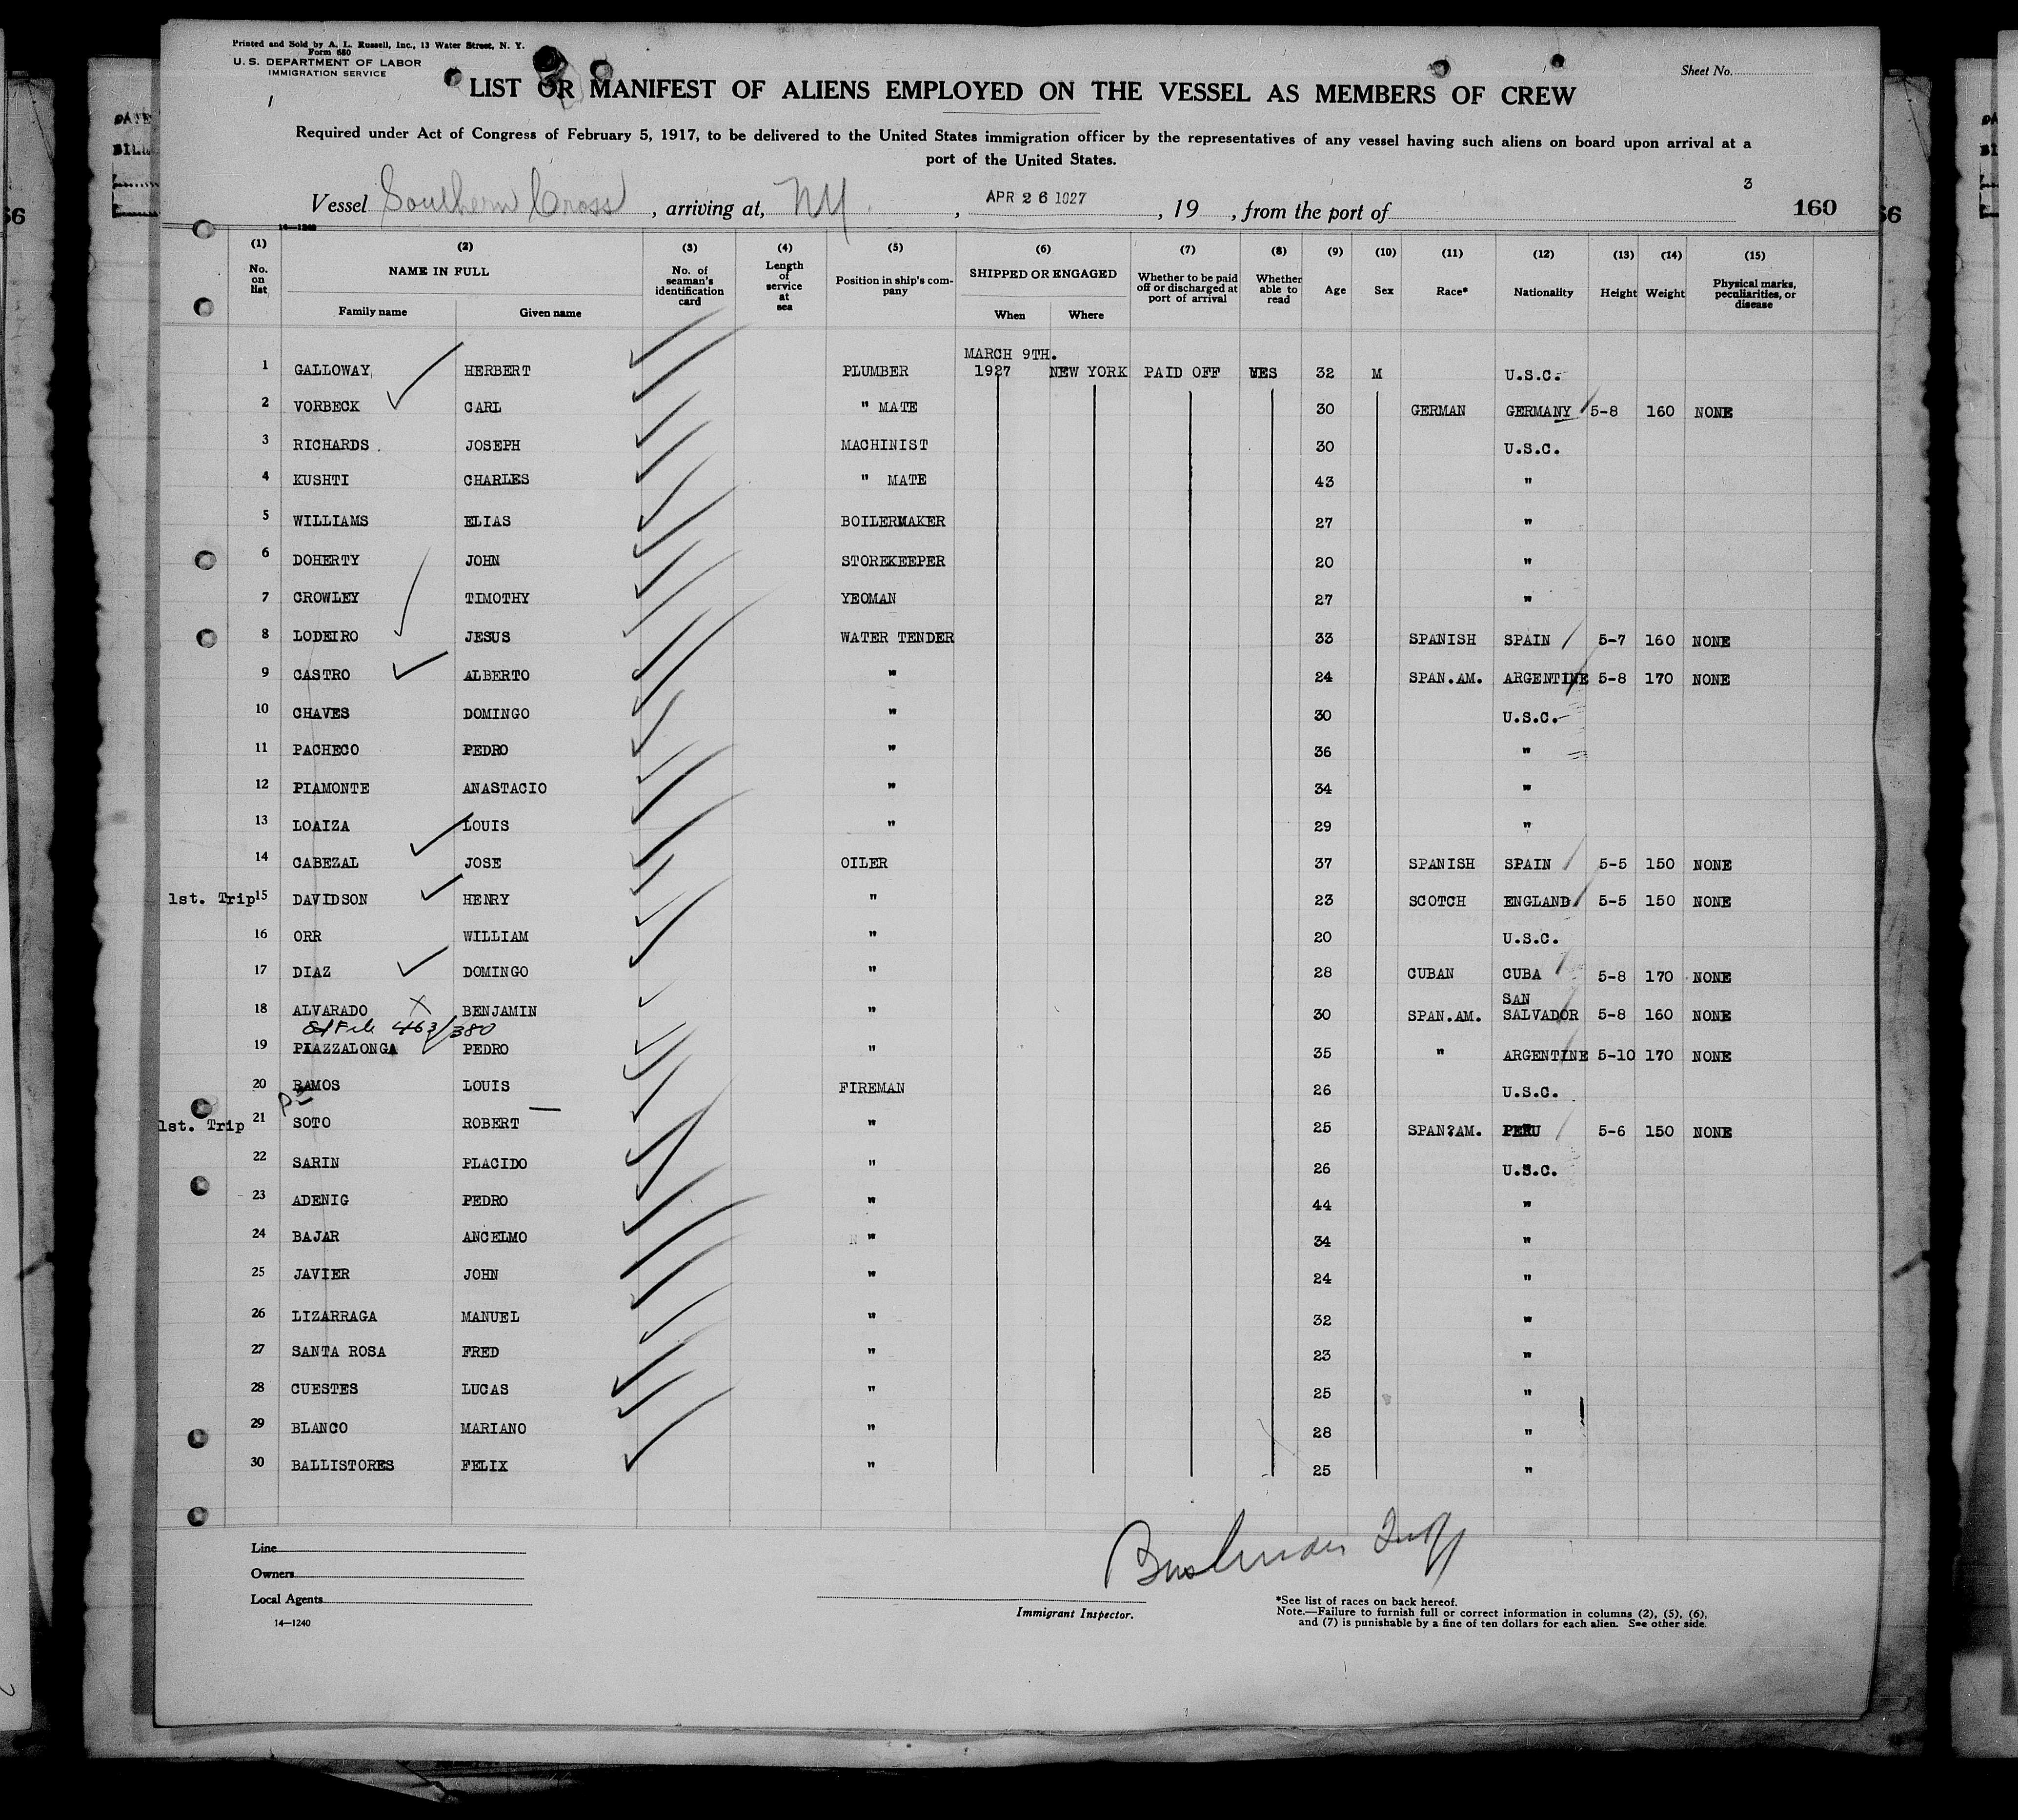 Printed and Sold by A. L. Russell, Inc., 13 Water Street, N. Y.
Form 680
U. S. DEPARTMENT OF LABOR
IMMIGRATION SERVICE
Sheet No.
LIST OR MANIFEST OF ALIENS EMPLOYED ON THE VESSEL AS MEMBERS OF CREW
Required under Act of Congress of February 5, 1917, to be delivered to the United States immigration officer by the representatives of any vessel having such aliens on board upon arrival at a
port of the United States.
Vessel Southern Cross, arriving at, NY, APR 26 1927, 19 , from the port of 3 160
14—1240
(1) (2) (3) (4) (5) (6) (7) (8) (9) (10) (11) (12) (13) (14) (15)
No. on list NAME IN FULL Family name Given name No. of seaman's identification card Length of service at sea Position in ship's company SHIPPED OR ENGAGED When Where Whether to be paid off or discharged at port of arrival Whether able to read Age Sex Race* Nationality Height Weight Physical marks, peculiarities, or disease
MARCH 9TH.
1 GALLOWAY HERBERT PLUMBER 1927 NEW YORK PAID OFF YES 32 M U.S.C.
2 VORBECK CARL " MATE 30 GERMAN GERMANY 5-8 160 NONE
3 RICHARDS JOSEPH MACHINIST 30 U.S.C.
4 KUSHTI CHARLES " MATE 43 "
5 WILLIAMS ELIAS BOILERMAKER 27 "
6 DOHERTY JOHN STOREKEEPER 20 "
7 CROWLEY TIMOTHY YEOMAN 27 "
8 LODEIRO JESUS WATER TENDER 33 SPANISH SPAIN 5-7 160 NONE
9 CASTRO ALBERTO " 24 SPAN.AM. ARGENTINE 5-8 170 NONE
10 CHAVES DOMINGO " 30 U.S.C.
11 PACHECO PEDRO " 36 "
12 PIAMONTE ANASTACIO " 34 "
13 LOAIZA LOUIS " 29 "
14 CABEZAL JOSE OILER 37 SPANISH SPAIN 5-5 150 NONE
1st. Trip 15 DAVIDSON HENRY " 23 SCOTCH ENGLAND 5-5 150 NONE
16 ORR WILLIAM " 20 U.S.C.
17 DIAZ DOMINGO " 28 CUBAN CUBA 5-8 170 NONE
18 ALVARADO X BENJAMIN " 30 SPAN.AM. SAN SALVADOR 5-8 160 NONE
File 463/380
19 PIAZZALONGA PEDRO " 35 " ARGENTINE 5-10 170 NONE
20 RAMOS LOUIS FIREMAN 26 U.S.C.
1st. Trip 21 SOTO ROBERT " 25 SPAN?AM. PERU 5-6 150 NONE
22 SARIN PLACIDO " 26 U.S.C.
23 ADENIG PEDRO " 44 "
24 BAJAR ANCELMO " 34 "
25 JAVIER JOHN " 24 "
26 LIZARRAGA MANUEL " 32 "
27 SANTA ROSA FRED " 23 "
28 CUESTES LUCAS " 25 "
29 BLANCO MARIANO " 28 "
30 BALLISTORES FELIX " 25 "
Line
Owners
Local Agents
14—1240
Immigrant Inspector.
*See list of races on back hereof.
Note.—Failure to furnish full or correct information in columns (2), (5), (6),
and (7) is punishable by a fine of ten dollars for each alien. See other side.